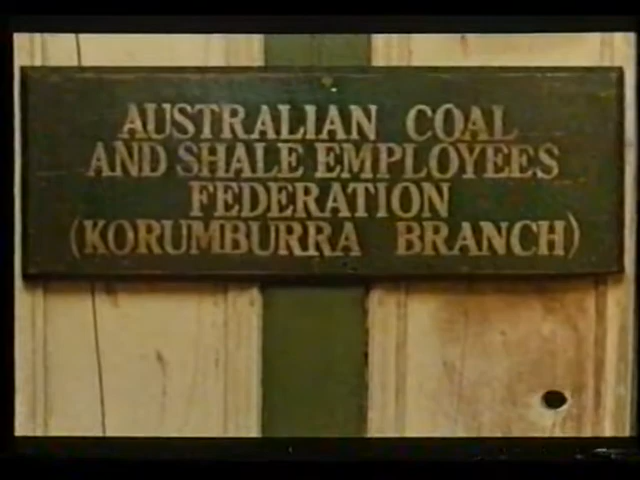 AUSTRALIAN COAL
AND SHALE EMPLOYEES
FEDERATION
(KORUMBURRA BRANCH)